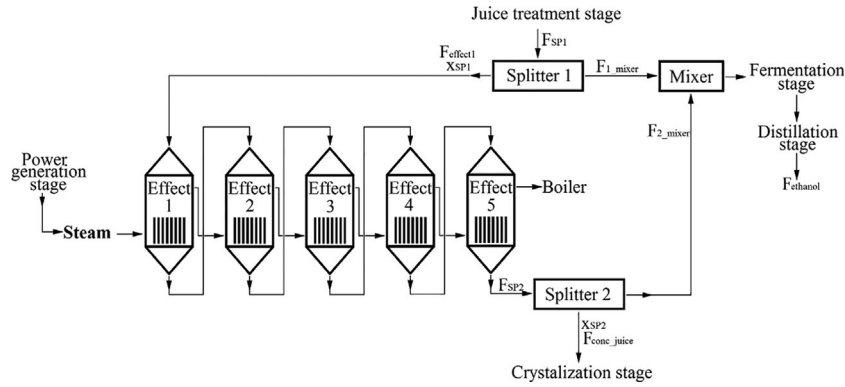 Juice treatment stage
FSP1
Feffect1
XSP1
Splitter 1
F1_mixer
Mixer
Fermentation
stage
F2_mixer
Distillation
stage
Fethanol
Power
generation
stage
Steam
Effect
1
Effect
2
Effect
3
Effect
4
Effect
5
Boiler
FSP2
Splitter 2
XSP2
Fconc_juice
Crystalization stage